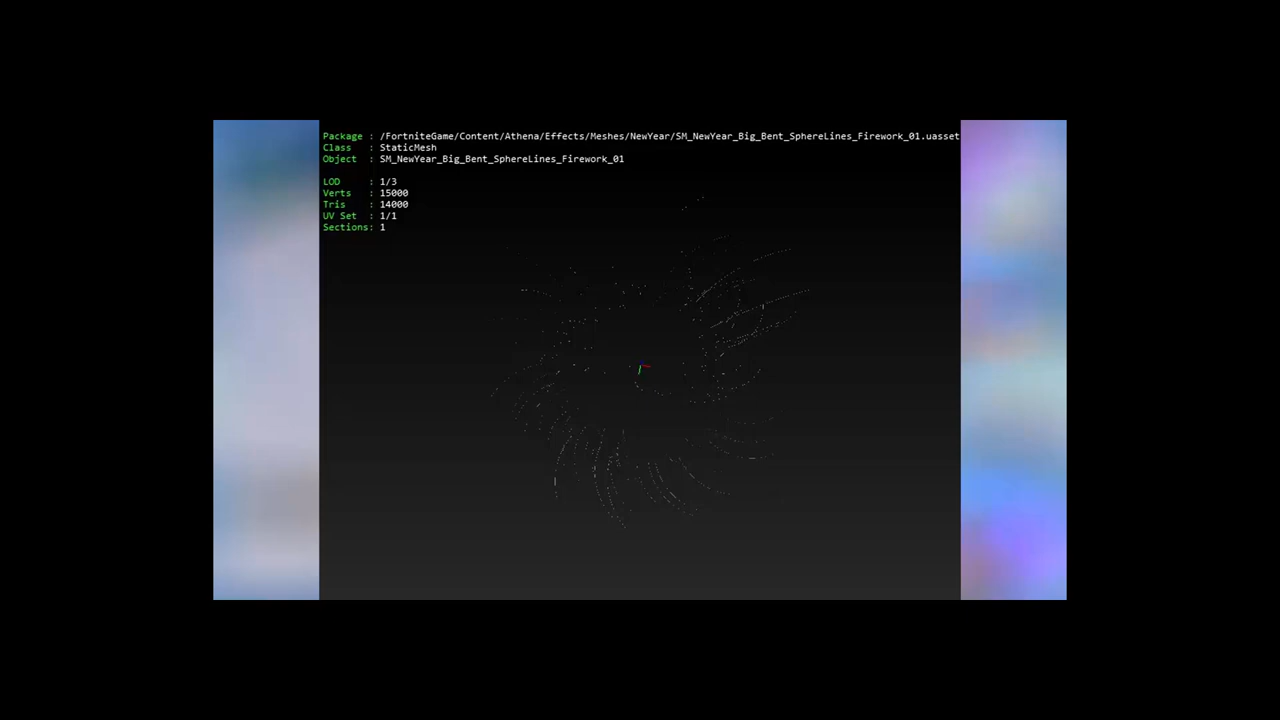 Package : /FortniteGame/Content/Athena/Effects/Meshes/NewYear/SM_NewYear_Big_Bent_SphereLines_Firework_01.uasset
Class : StaticMesh
Object : SM_NewYear_Big_Bent_SphereLines_Firework_01
LOD : 1/3
Verts : 15000
Tris : 14000
UV Set : 1/1
Sections: 1